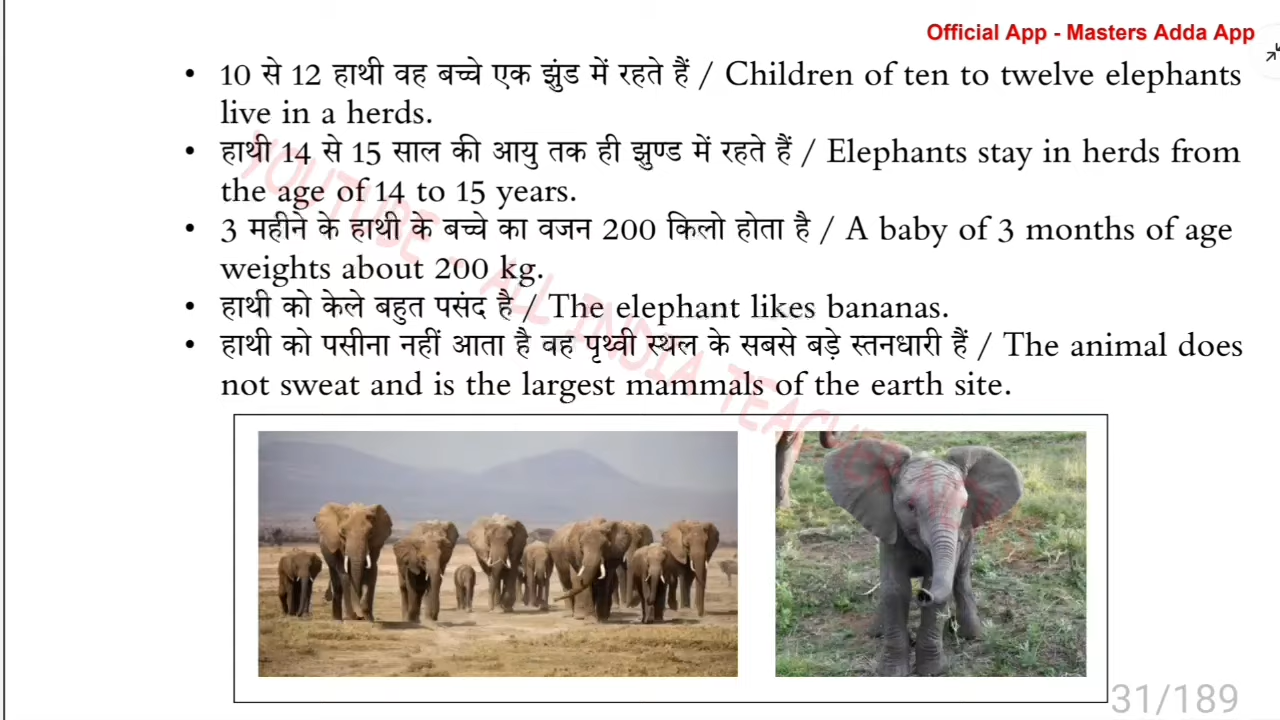 Official App - Masters Adda App
• 10 से 12 हाथी वह बच्चे एक झुंड में रहते हैं / Children of ten to twelve elephants
live in a herds.
• हाथी 14 से 15 साल की आयु तक ही झुण्ड में रहते हैं / Elephants stay in herds from
the age of 14 to 15 years.
• 3 महीने के हाथी के बच्चे का वजन 200 किलो होता है / A baby of 3 months of age
weights about 200 kg.
• हाथी को केले बहुत पसंद है / The elephant likes bananas.
• हाथी को पसीना नहीं आता है वह पृथ्वी स्थल के सबसे बड़े स्तनधारी हैं / The animal does
not sweat and is the largest mammals of the earth site.
YOUTUBE - ALL INDIA TEACHER
31/189